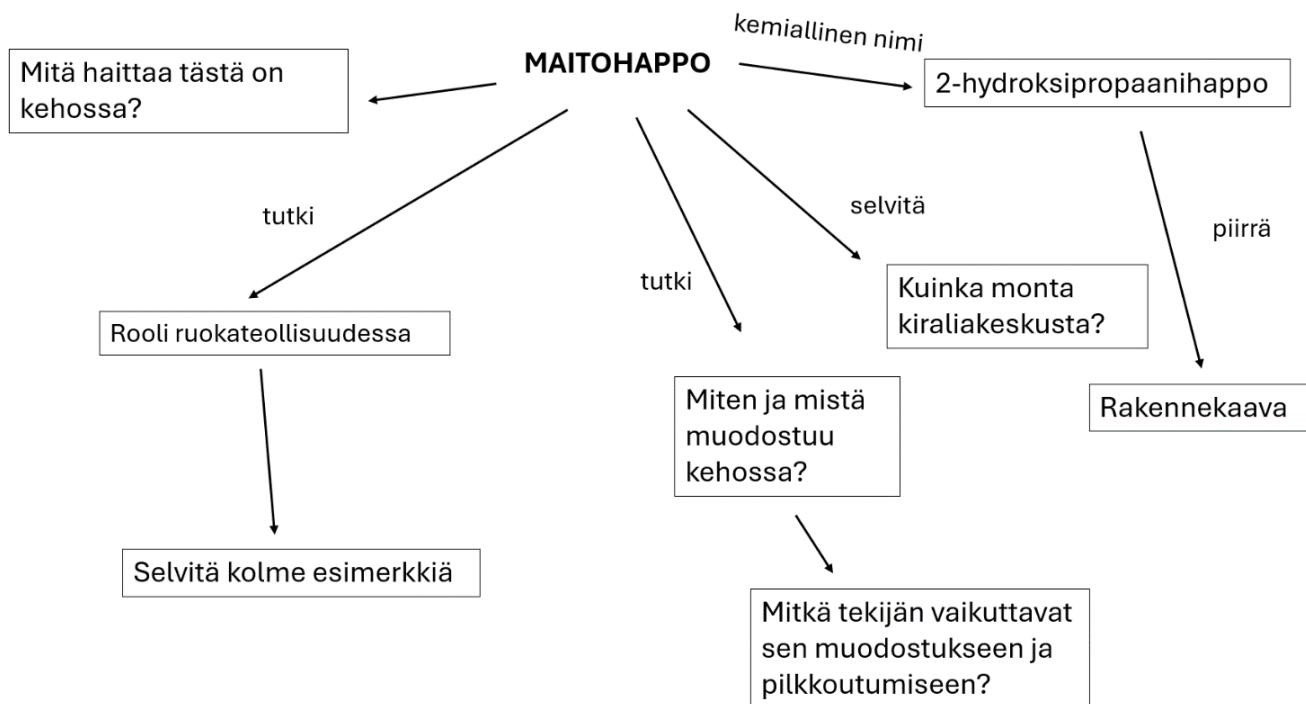 kemiallinen nimi
MAITOHAPPO
Mitä haittaa tästä on
kehossa?
2-hydroksipropaanihappo
tutki
selvitä
piirrä
tutki
Kuinka monta
kiraliakeskusta?
Rooli ruokateollisuudessa
Miten ja mistä
muodostuu
kehossa?
Rakennekaava
Selvitä kolme esimerkkiä
Mitkä tekijän vaikuttavat
sen muodostukseen ja
pilkkoutumiseen?